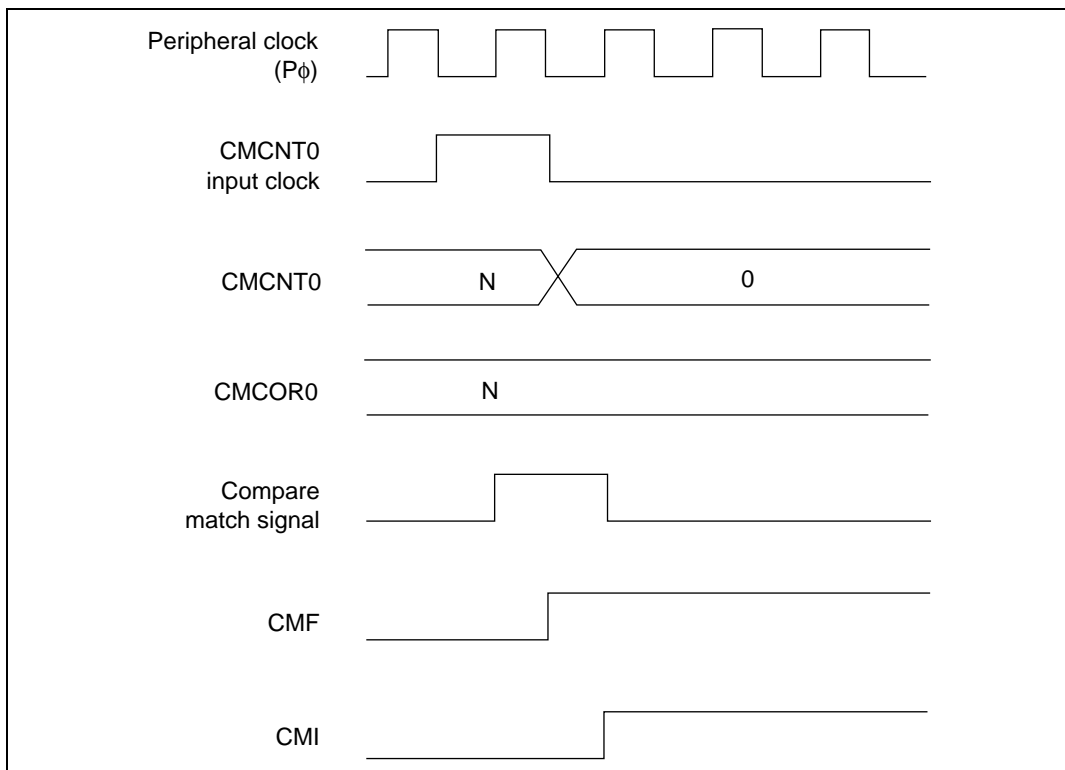 Peripheral clock
(Pϕ)
CMCNT0
input clock
CMCNT0
N
0
CMCOR0
N
Compare
match signal
CMF
CMI